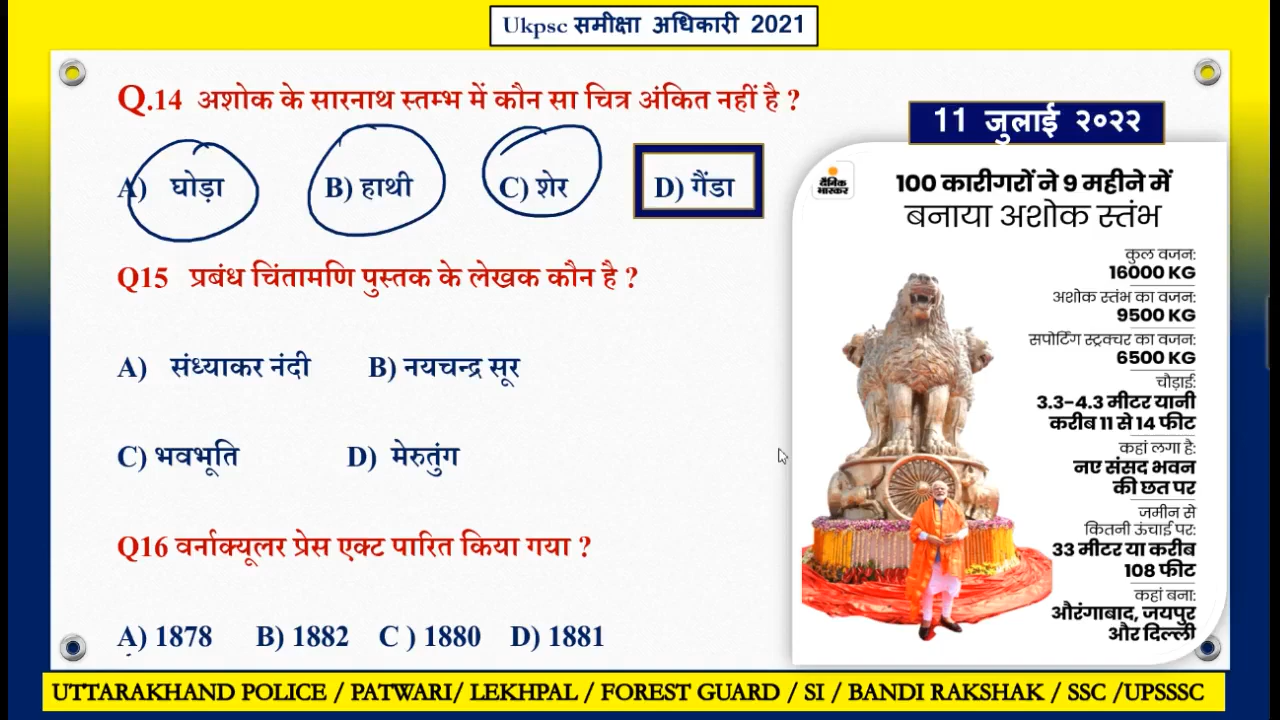 Ukpsc समीक्षा अधिकारी 2021
Q.14 अशोक के सारनाथ स्तम्भ में कौन सा चित्र अंकित नहीं है ?
A) घोड़ा B) हाथी C) शेर D) गैंडा
Q15 प्रबंध चिंतामणि पुस्तक के लेखक कौन है ?
A) संध्याकर नंदी B) नयचन्द्र सूर
C) भवभूति D) मेरुतुंग
Q16 वर्नाक्यूलर प्रेस एक्ट पारित किया गया ?
A) 1878 B) 1882 C ) 1880 D) 1881
11 जुलाई २०२२
दैनिक
भास्कर
100 कारीगरों ने 9 महीने में
बनाया अशोक स्तंभ
कुल वजन:
16000 KG
अशोक स्तंभ का वजन:
9500 KG
सपोर्टिंग स्ट्रक्चर का वजन:
6500 KG
चौड़ाई:
3.3-4.3 मीटर यानी
करीब 11 से 14 फीट
कहां लगा है:
नए संसद भवन
की छत पर
जमीन से
कितनी ऊंचाई पर:
33 मीटर या करीब
108 फीट
कहां बना:
औरंगाबाद, जयपुर
और दिल्ली
UTTARAKHAND POLICE / PATWARI/ LEKHPAL / FOREST GUARD / SI / BANDI RAKSHAK / SSC /UPSSSC